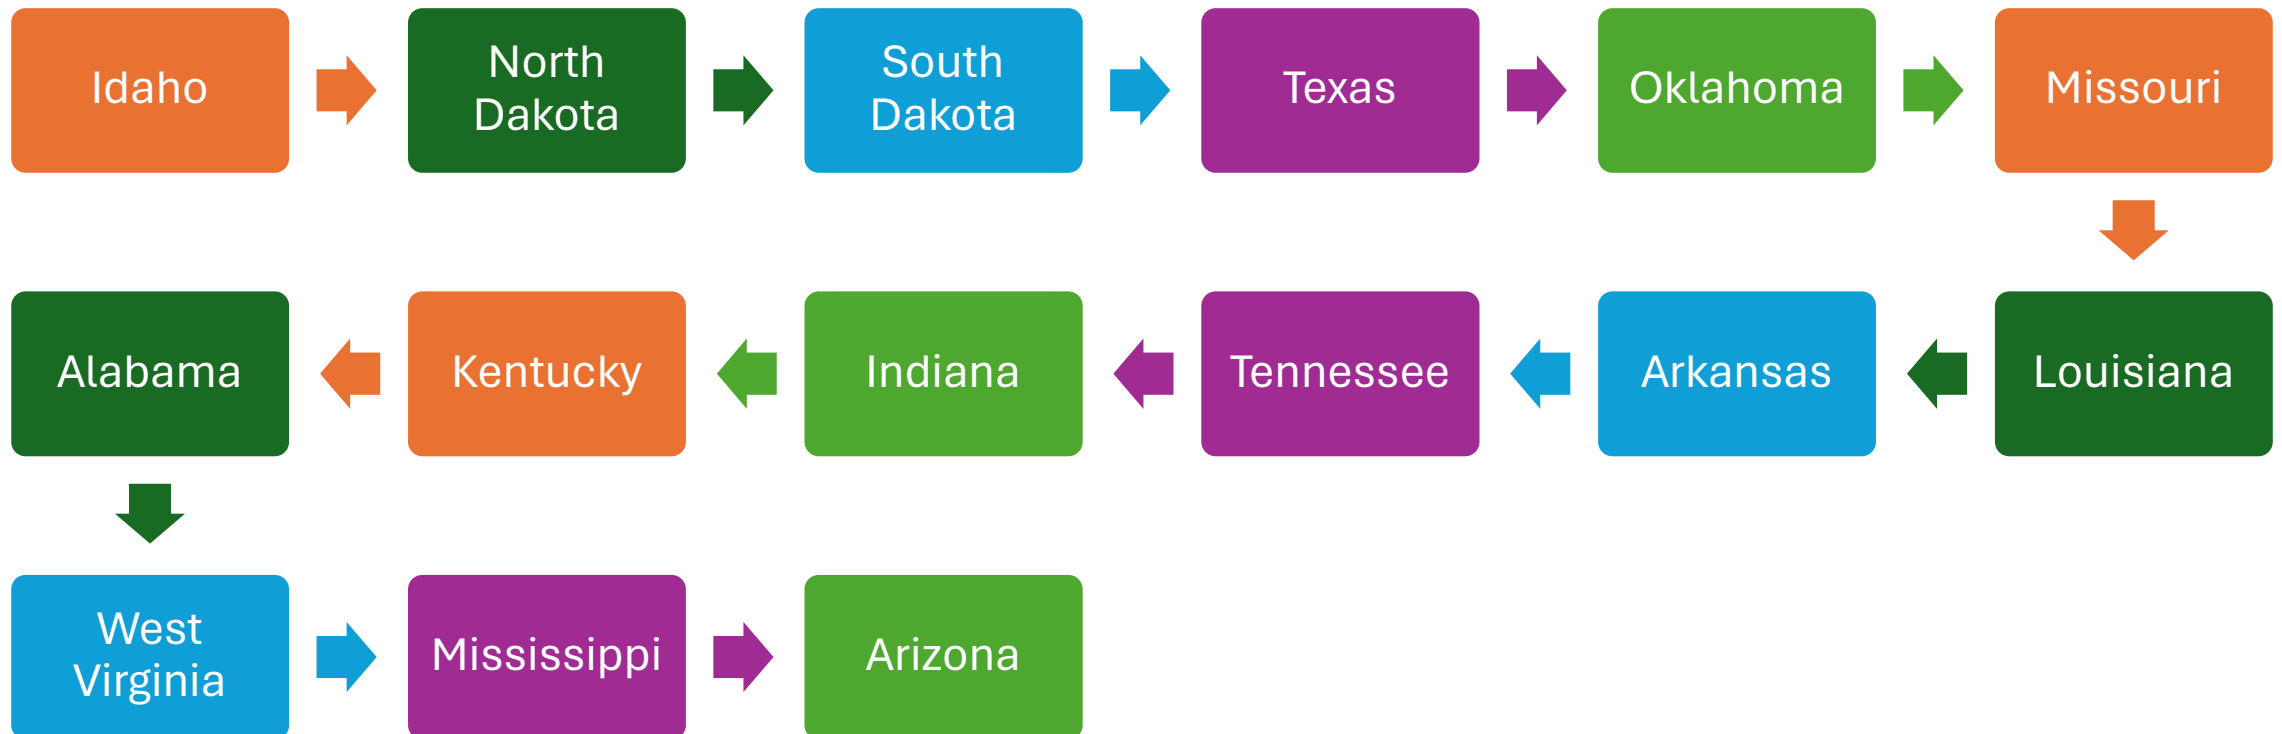 Idaho
North
Dakota
South
Dakota
Texas
Oklahoma
Missouri
Louisiana
Arkansas
Tennessee
Indiana
Kentucky
Alabama
West
Virginia
Mississippi
Arizona